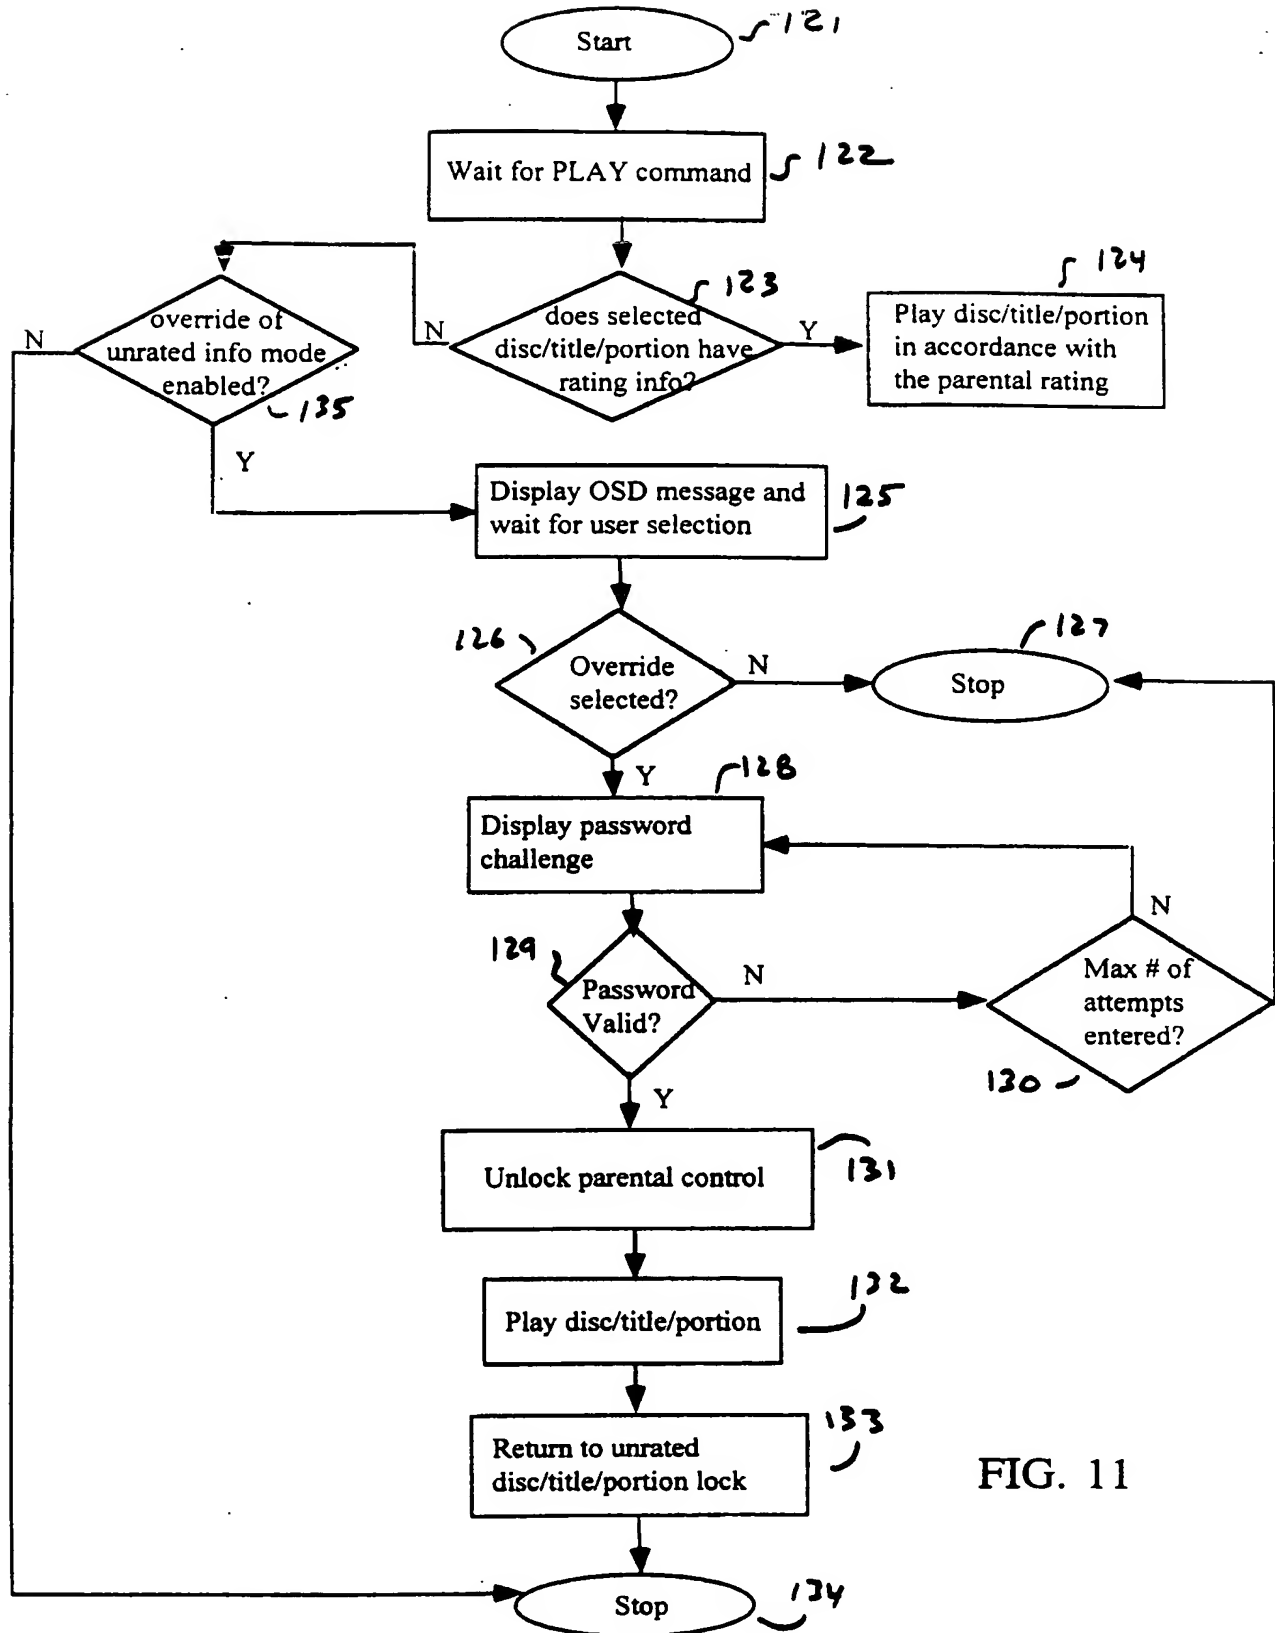 Start
121
Wait for PLAY command
122
123
124
does selected
disc/title/portion have
rating info?
N
Y
Play disc/title/portion
in accordance with
the parental rating
N
override of
unrated info mode
enabled?
135
Y
Display OSD message and
wait for user selection
125
126
Override
selected?
N
127
Stop
Y
128
Display password
challenge
129
Password
Valid?
N
N
Max # of
attempts
entered?
130
Y
Unlock parental control
131
Play disc/title/portion
132
Return to unrated
disc/title/portion lock
133
FIG. 11
Stop
134